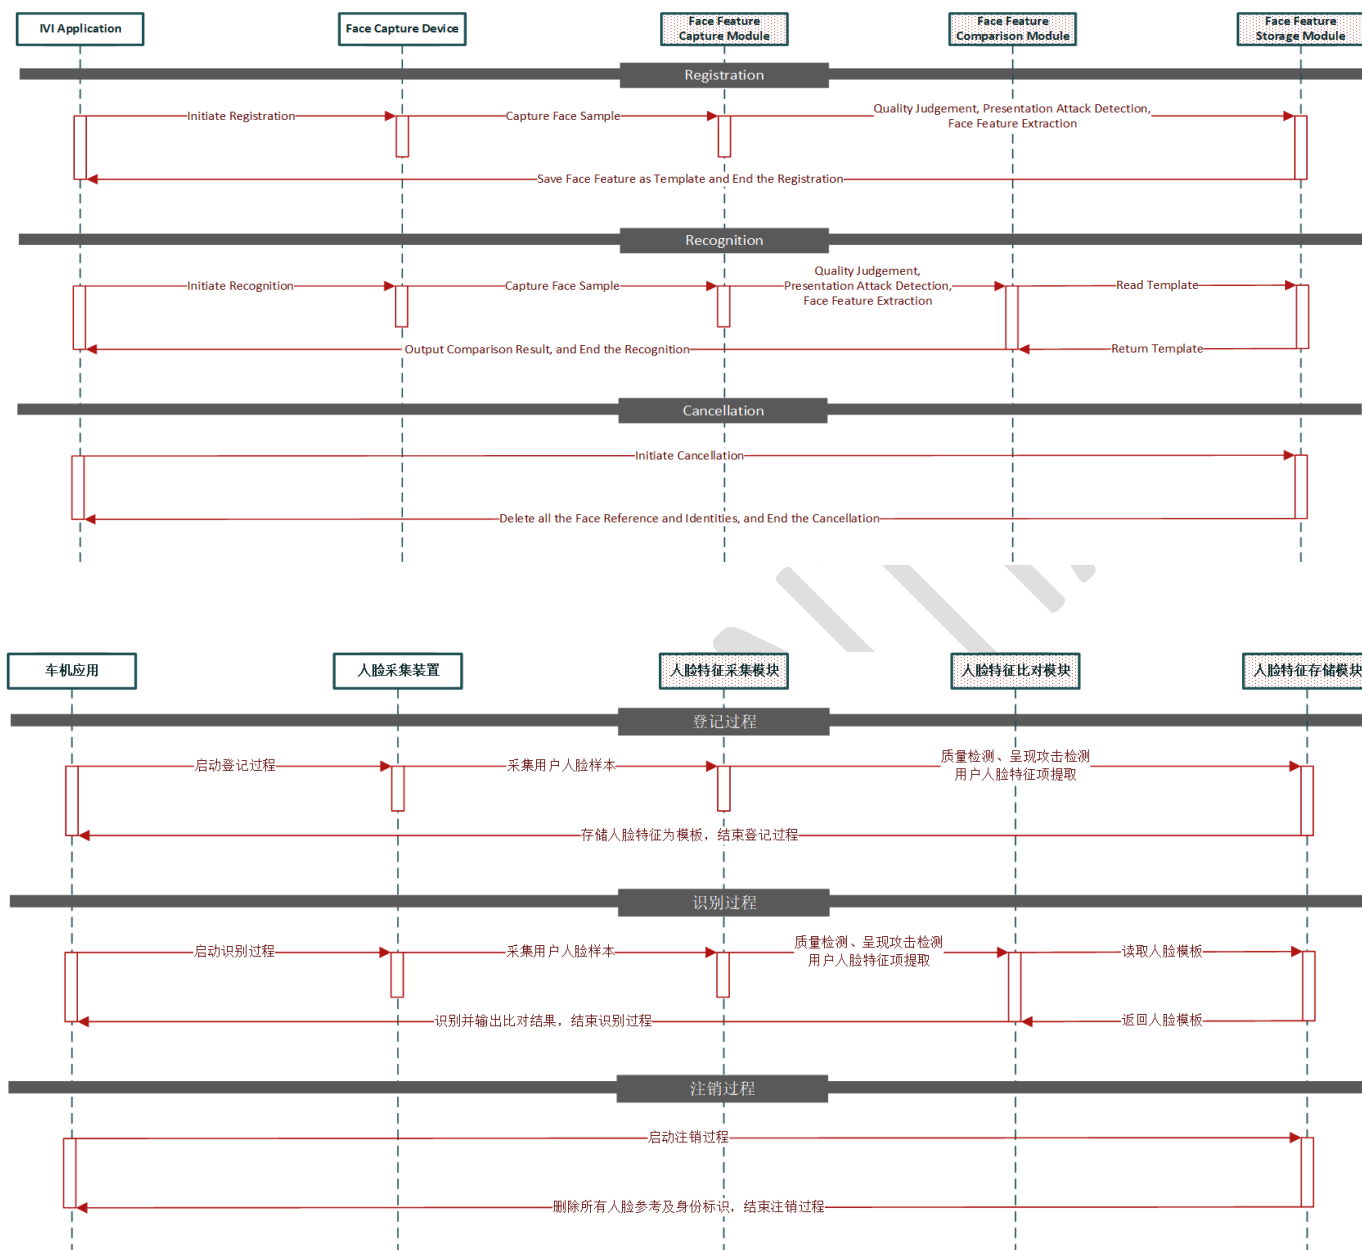 IVI Application
Face Capture Device
Face Feature
Capture Module
Face Feature
Comparison Module
Face Feature
Storage Module
Registration
Initiate Registration
Capture Face Sample
Quality Judgement, Presentation Attack Detection,
Face Feature Extraction
Save Face Feature as Template and End the Registration
Recognition
Initiate Recognition
Capture Face Sample
Quality Judgement,
Presentation Attack Detection,
Face Feature Extraction
Read Template
Output Comparison Result, and End the Recognition
Return Template
Cancellation
Initiate Cancellation
Delete all the Face Reference and Identities, and End the Cancellation
车机应用
人脸采集装置
人脸特征采集模块
人脸特征比对模块
人脸特征存储模块
登记过程
启动登记过程
采集用户人脸样本
质量检测、呈现攻击检测
用户人脸特征项提取
存储人脸特征为模板，结束登记过程
识别过程
启动识别过程
采集用户人脸样本
质量检测、呈现攻击检测
用户人脸特征项提取
读取人脸模板
识别并输出比对结果，结束识别过程
返回人脸模板
注销过程
启动注销过程
删除所有人脸参考及身份标识，结束注销过程